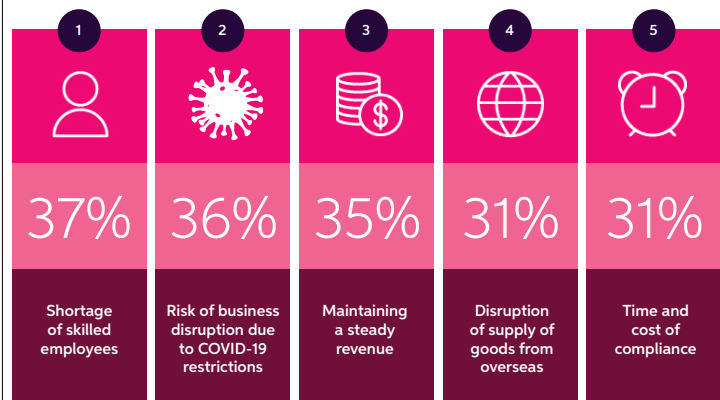 1
2
3
4
5
$
37%
36%
35%
31%
31%
Shortage
of skilled
employees
Risk of business
disruption due
to COVID-19
restrictions
Maintaining
a steady
revenue
Disruption
of supply of
goods from
overseas
Time and
cost of
compliance